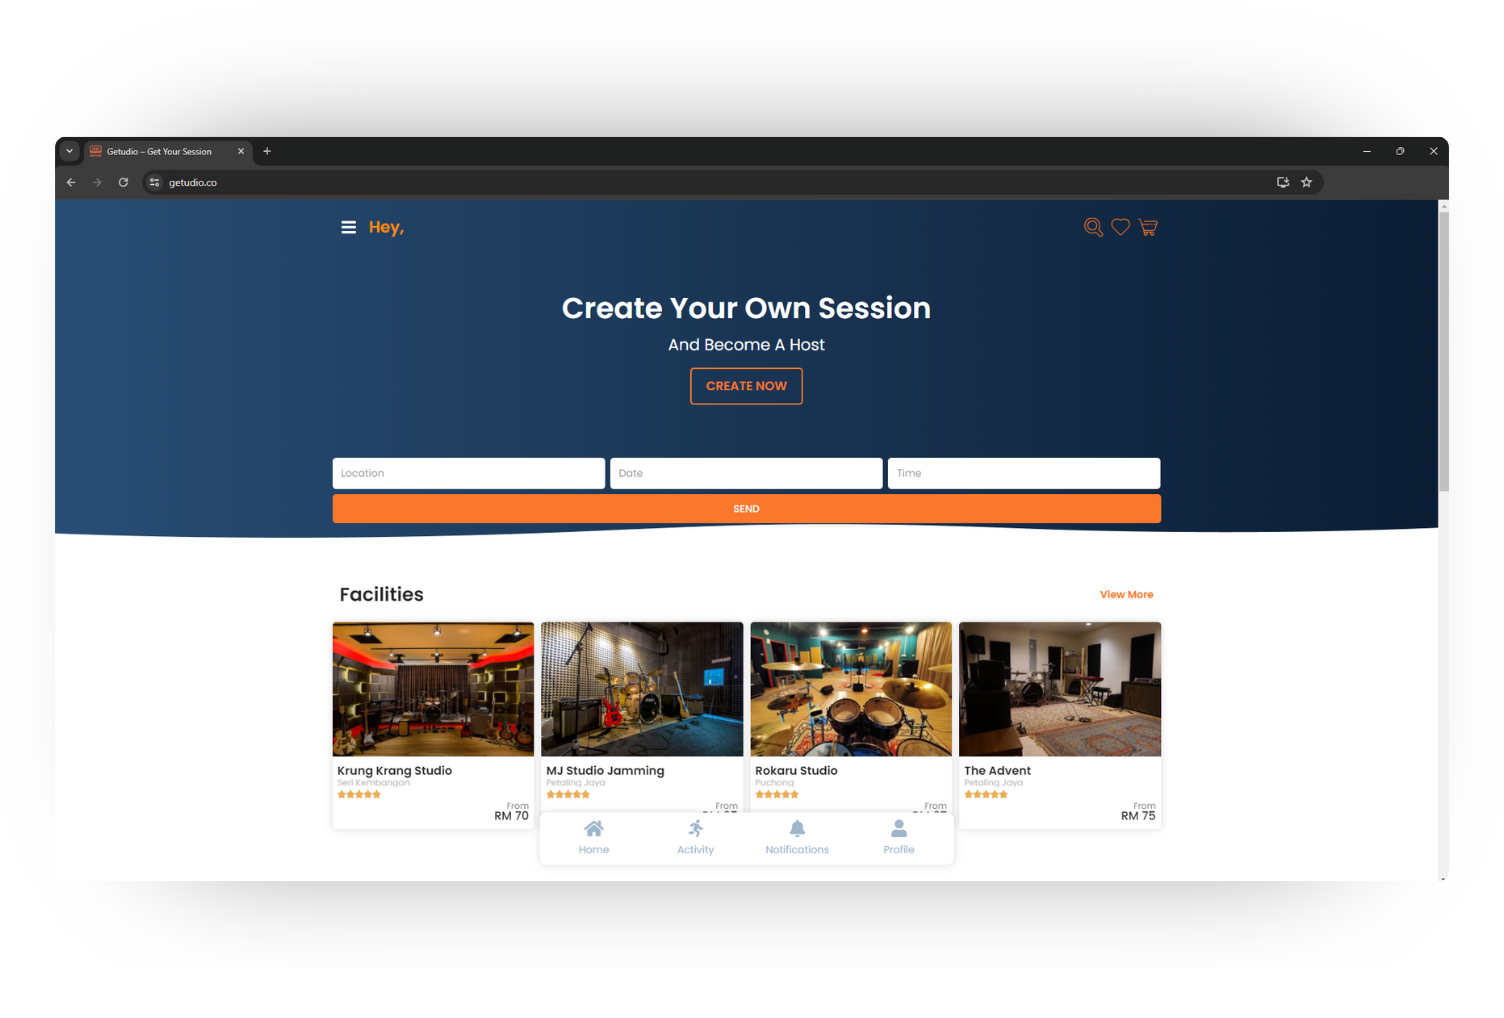 Getudio – Get Your Session
getudio.co
Hey,
Create Your Own Session
And Become A Host
CREATE NOW
Location
Date
Time
SEND
Facilities
View More
Krung Krang Studio
Seri Kembangan
From
RM 70
MJ Studio Jamming
Petaling Jaya
From
Rokaru Studio
Puchong
From
The Advent
Petaling Jaya
From
RM 75
Home
Activity
Notifications
Profile